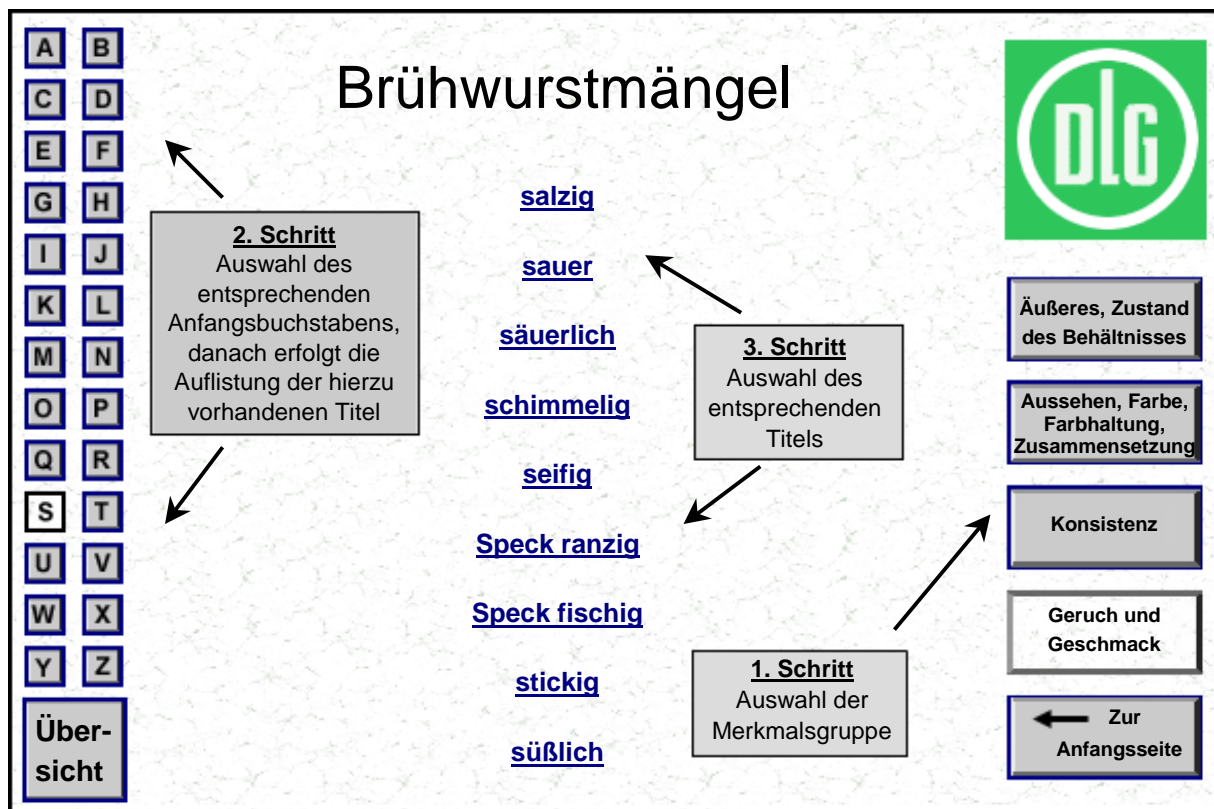 A B
C D
E F
G H
I J
K L
M N
O P
Q R
S T
U V
W X
Y Z
Über-
sicht
Brühwurstmängel
2. Schritt
Auswahl des
entsprechenden
Anfangsbuchstabens,
danach erfolgt die
Auflistung der hierzu
vorhandenen Titel
salzig
sauer
säuerlich
schimmelig
seifig
Speck ranzig
Speck fischig
stickig
süßlich
3. Schritt
Auswahl des
entsprechenden
Titels
1. Schritt
Auswahl der
Merkmalsgruppe
DLG
Äußeres, Zustand
des Behältnisses
Aussehen, Farbe,
Farbhaltung,
Zusammensetzung
Konsistenz
Geruch und
Geschmack
Zur
Anfangsseite